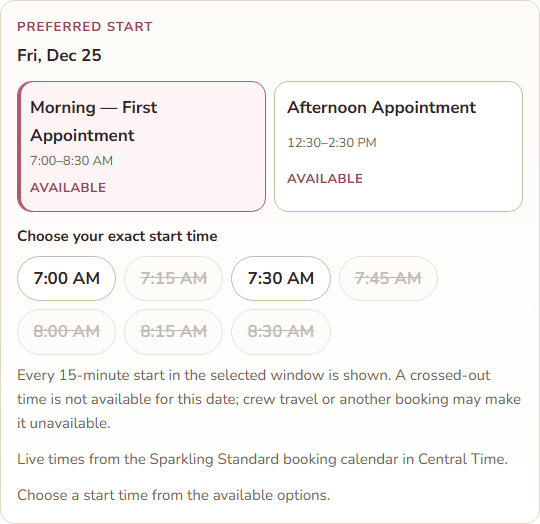 PREFERRED START
Fri, Dec 25
Morning — First
Appointment
7:00–8:30 AM
AVAILABLE
Afternoon Appointment
12:30–2:30 PM
AVAILABLE
Choose your exact start time
7:00 AM
7:15 AM
7:30 AM
7:45 AM
8:00 AM
8:15 AM
8:30 AM
Every 15-minute start in the selected window is shown. A crossed-out
time is not available for this date; crew travel or another booking may make
it unavailable.
Live times from the Sparkling Standard booking calendar in Central Time.
Choose a start time from the available options.